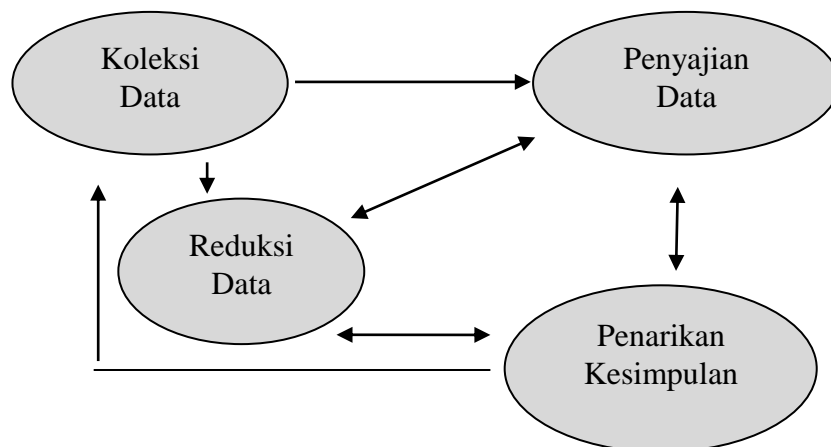 Koleksi
Data
Penyajian
Data
Reduksi
Data
Penarikan
Kesimpulan